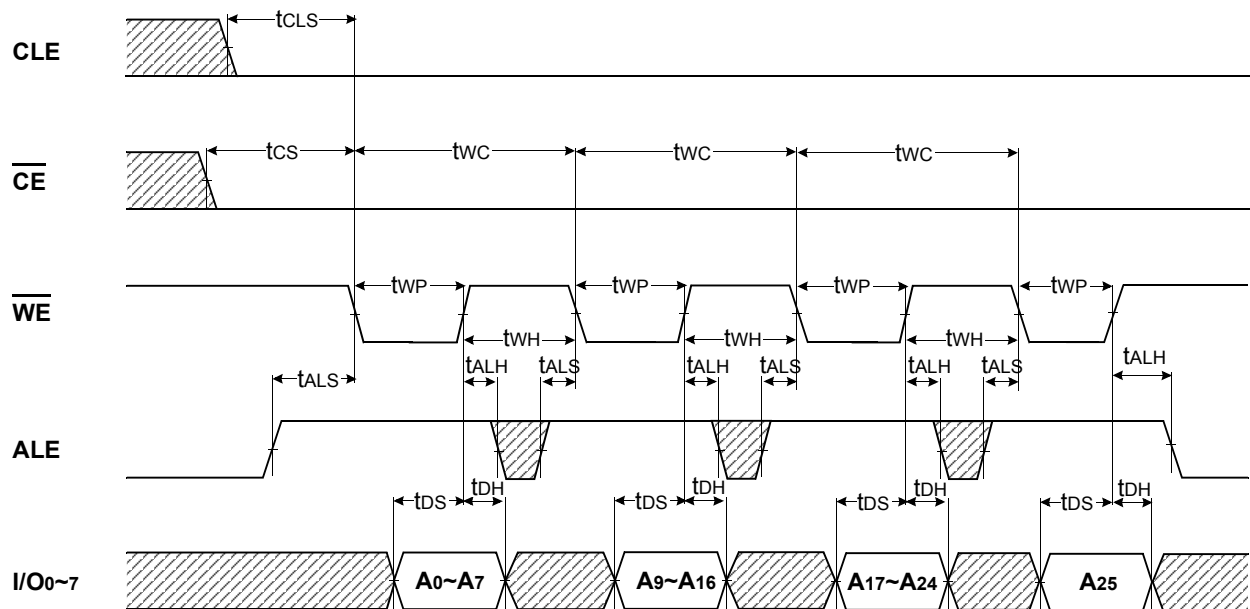 tCLS
CLE
tCS tWC tWC tWC
CE
tWP tWP tWP tWP
WE
tWH tWH tWH
tALH tALS tALH tALS tALH tALS tALH
tALS
ALE
tDS tDH tDS tDH tDS tDH tDS tDH
I/O0~7 A0~A7 A9~A16 A17~A24 A25